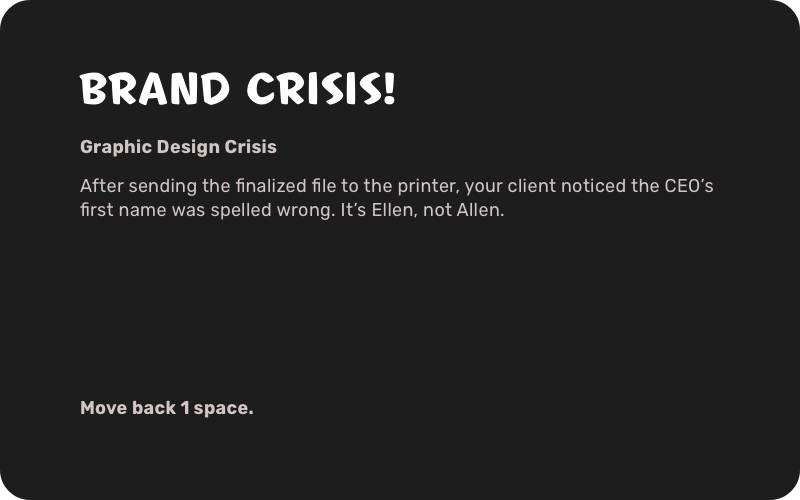 BRAND CRISIS!
Graphic Design Crisis
After sending the finalized file to the printer, your client noticed the CEO’s
first name was spelled wrong. It’s Ellen, not Allen.
Move back 1 space.